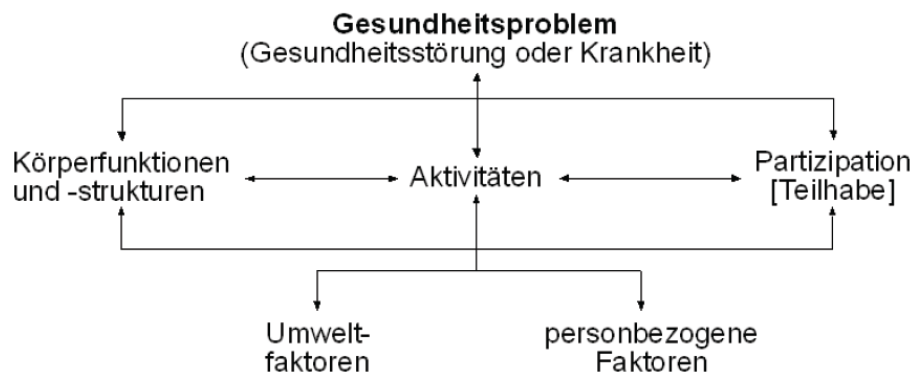 Gesundheitsproblem
(Gesundheitsstörung oder Krankheit)
Körperfunktionen
und -strukturen
Aktivitäten
Partizipation
[Teilhabe]
Umwelt-
faktoren
personbezogene
Faktoren